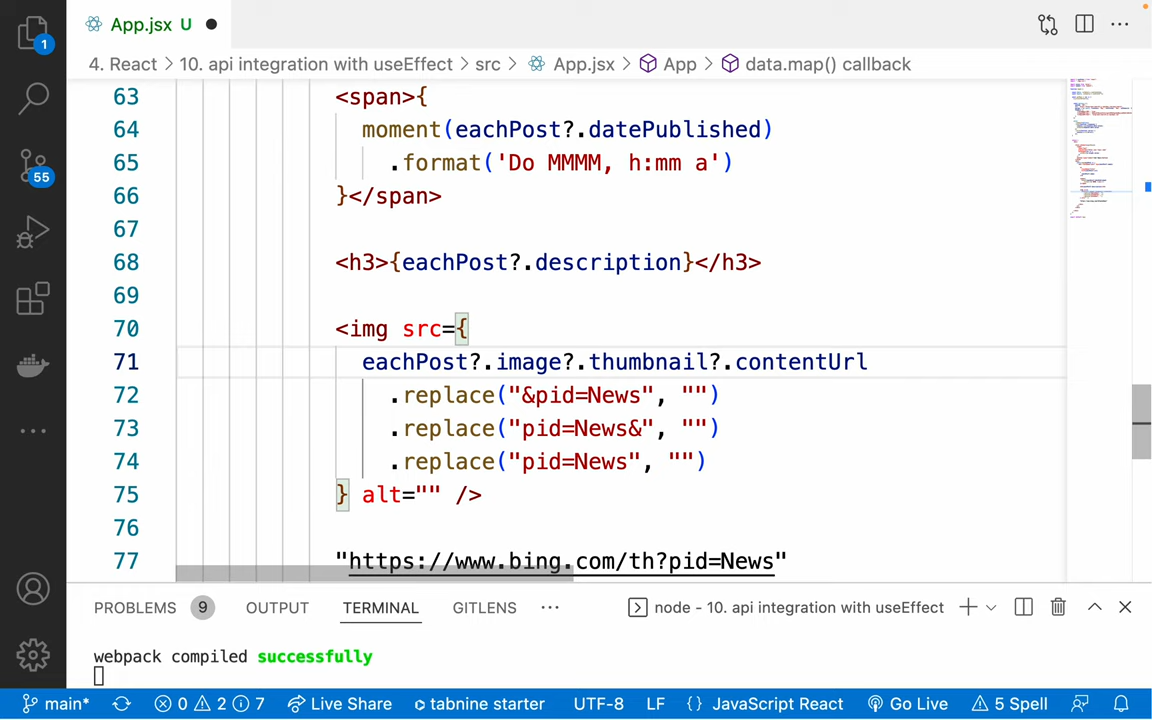 App.jsx U
1
4. React > 10. api integration with useEffect > src > App.jsx > App > data.map() callback
63 <span>{
64 moment(eachPost?.datePublished)
65 .format('Do MMMM, h:mm a')
66 }</span>
67
68 <h3>{eachPost?.description}</h3>
69
70 <img src={
71 eachPost?.image?.thumbnail?.contentUrl
72 .replace("&pid=News", "")
73 .replace("pid=News&", "")
74 .replace("pid=News", "")
75 } alt="" />
76
77 "https://www.bing.com/th?pid=News"
55
PROBLEMS 9 OUTPUT TERMINAL GITLENS node - 10. api integration with useEffect
webpack compiled successfully
main* 0 2 7 Live Share tabnine starter UTF-8 LF {} JavaScript React Go Live 5 Spell